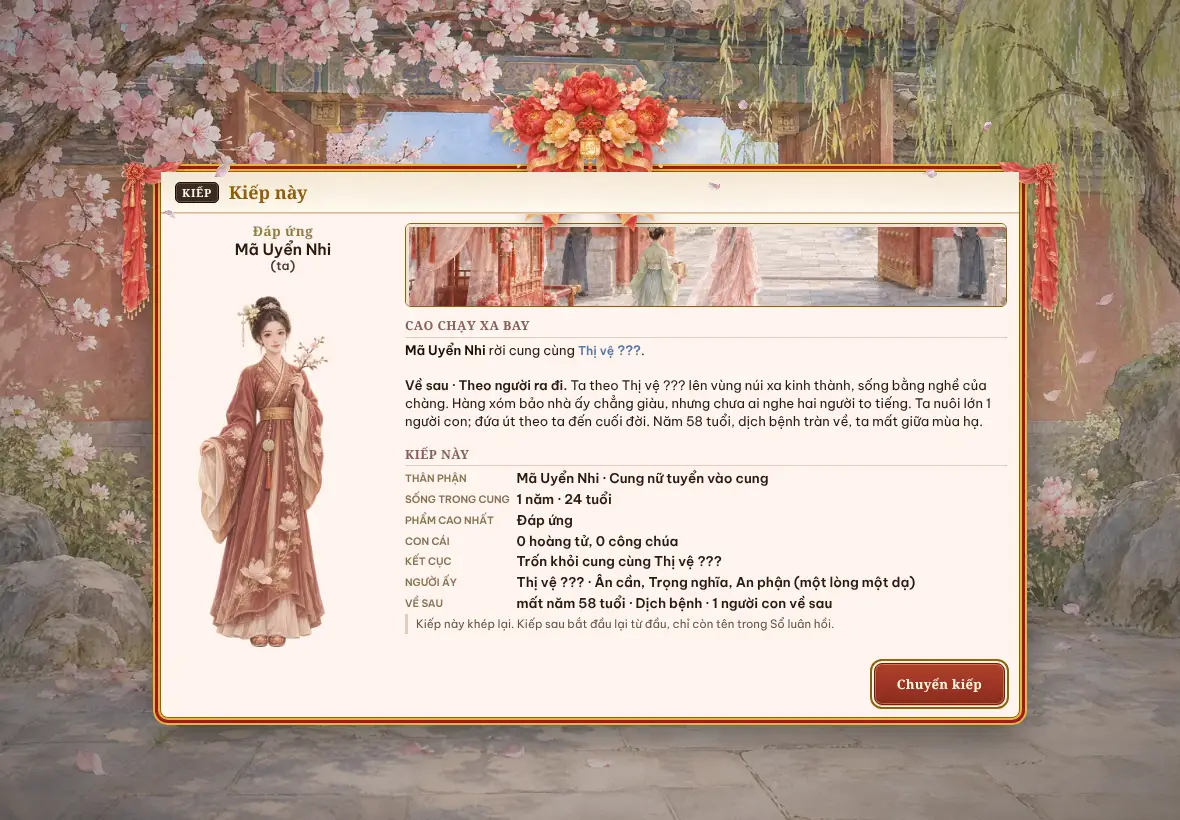 KIẾP Kiếp này
Đáp ứng
Mã Uyển Nhi
(ta)
CAO CHẠY XA BAY
Mã Uyển Nhi rời cung cùng Thị vệ ???.
Về sau · Theo người ra đi. Ta theo Thị vệ ??? lên vùng núi xa kinh thành, sống bằng nghề của
chàng. Hàng xóm bảo nhà ấy chẳng giàu, nhưng chưa ai nghe hai người to tiếng. Ta nuôi lớn 1
người con; đứa út theo ta đến cuối đời. Năm 58 tuổi, dịch bệnh tràn về, ta mất giữa mùa hạ.
KIẾP NÀY
THÂN PHẬN Mã Uyển Nhi · Cung nữ tuyển vào cung
SỐNG TRONG CUNG 1 năm · 24 tuổi
PHẨM CAO NHẤT Đáp ứng
CON CÁI 0 hoàng tử, 0 công chúa
KẾT CỤC Trốn khỏi cung cùng Thị vệ ???
NGƯỜI ẤY Thị vệ ??? · Ân cần, Trọng nghĩa, An phận (một lòng một dạ)
VỀ SAU mất năm 58 tuổi · Dịch bệnh · 1 người con về sau
Kiếp này khép lại. Kiếp sau bắt đầu lại từ đầu, chỉ còn tên trong Sổ luân hồi.
Chuyển kiếp